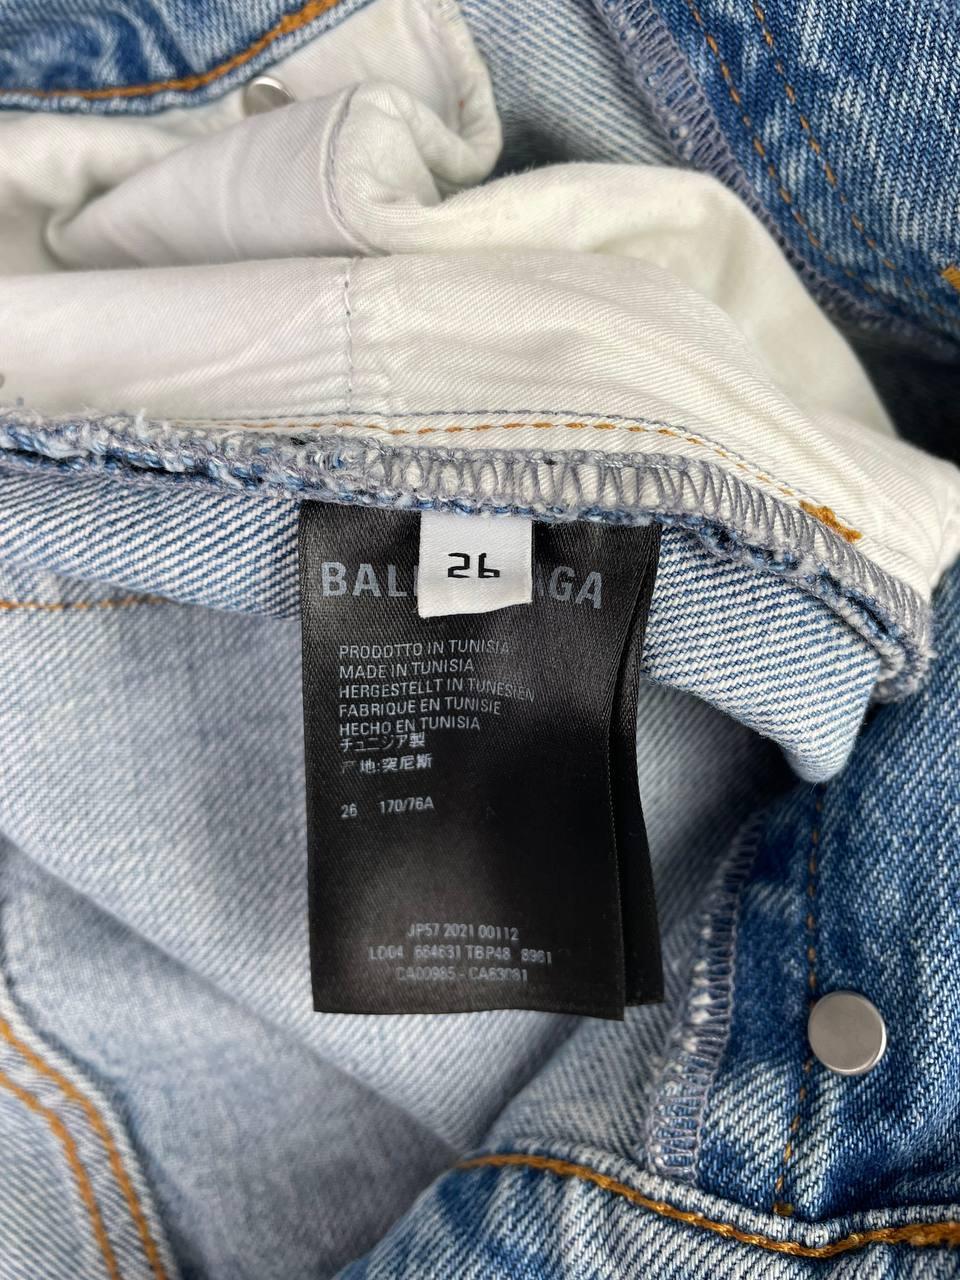 26
BAL AGA
PRODOTTO IN TUNISIA
MADE IN TUNISIA
HERGESTELLT IN TUNESIEN
FABRIQUE EN TUNISIE
HECHO EN TUNISIA
チュニジア製
产地:突尼斯
26 170/76A
JP57 2021 00112
LD04 664631 TBP48 8961
CA00985 - CA63081